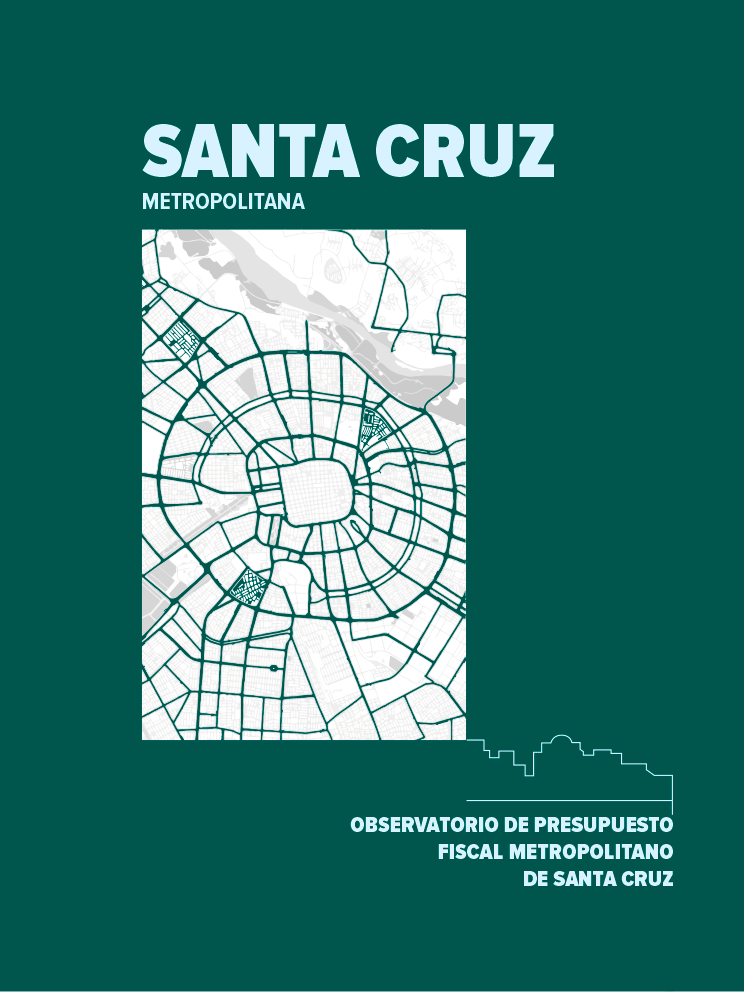 SANTA CRUZ
METROPOLITANA
OBSERVATORIO DE PRESUPUESTO
FISCAL METROPOLITANO
DE SANTA CRUZ